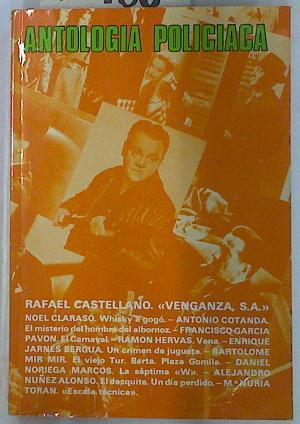 ANTOLOGIA POLICIACA
RAFAEL CASTELLANO. «VENGANZA, S.A.»
NOEL CLARASÓ. Whisky a gogó. — ANTONIO COTANDA.
El misterio del hombre del albornoz. — FRANCISCO GARCIA
PAVON. El Carnaval. — RAMON HERVAS. Vena. — ENRIQUE
JARNES BERGUA. Un crimen de juguete. — BARTOLOME
MIR MIR. El viejo Tur. Berta. Plaza Gomila. — DANIEL
NORIEGA MARCOS. La séptima «W». — ALEJANDRO
NUÑEZ ALONSO. El desquite. Un día perdido. — M.ª NURIA
TORAN. «Escala técnica».